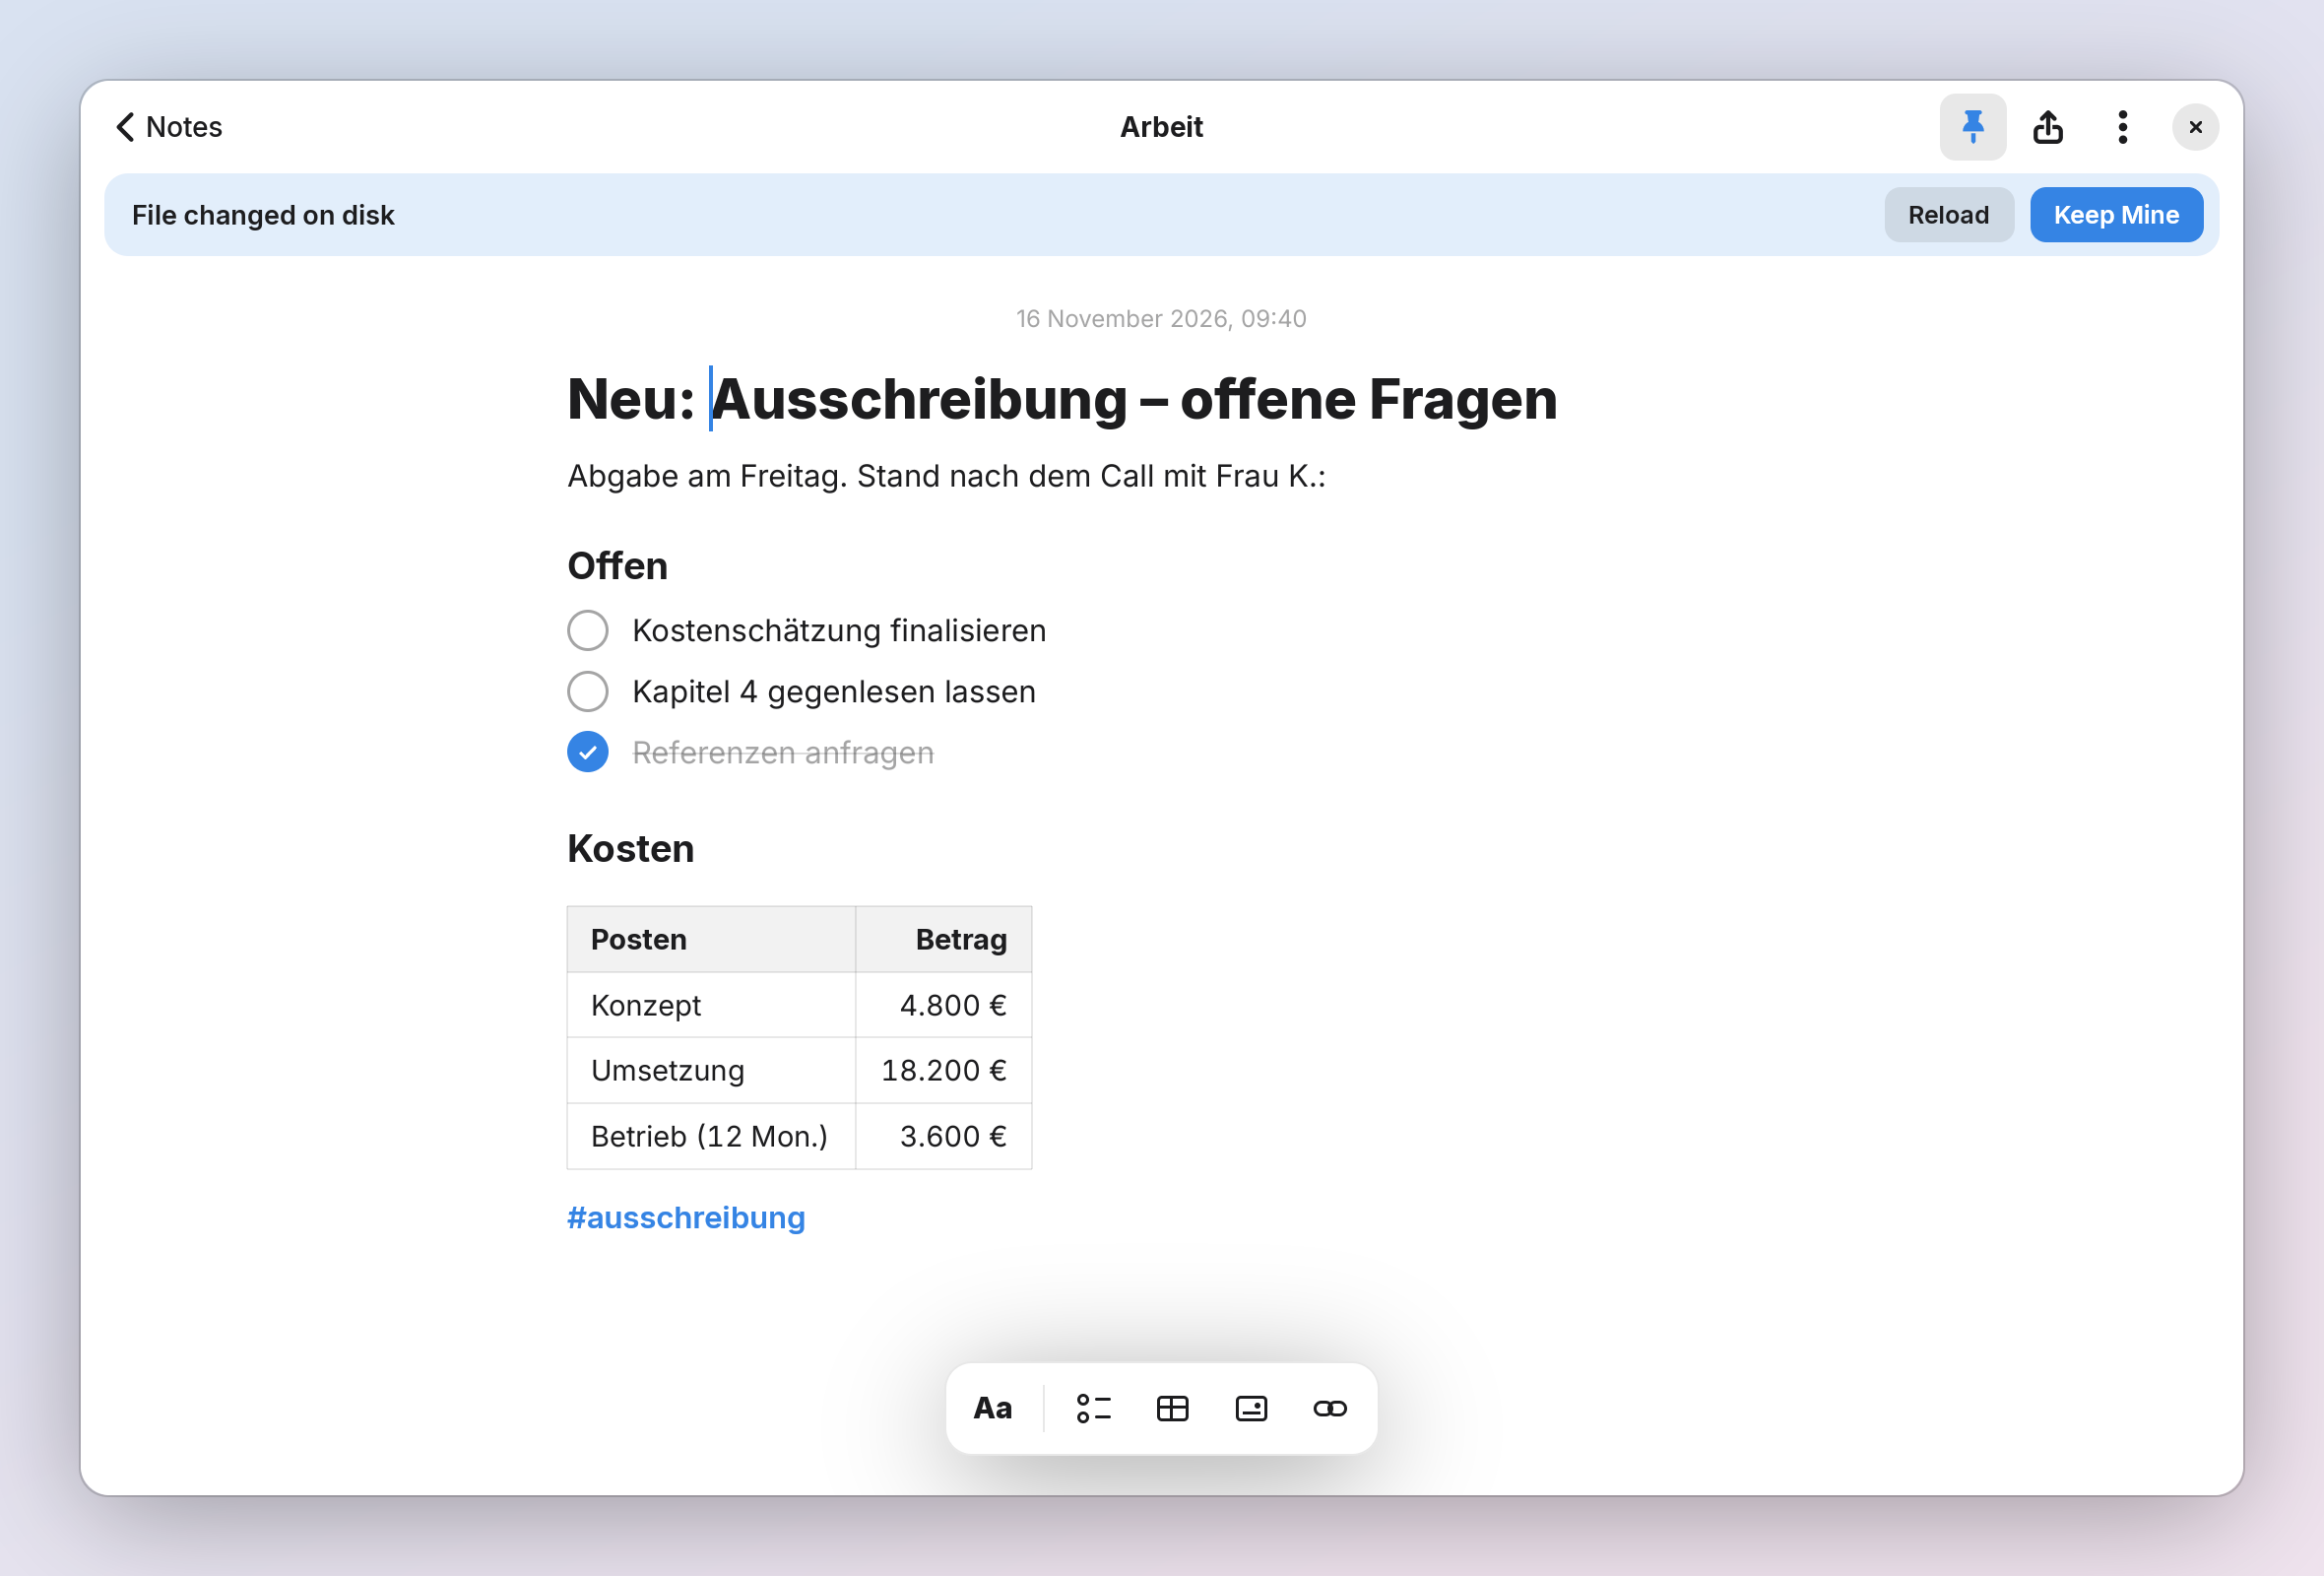 Notes
Arbeit
File changed on disk
Reload
Keep Mine
16 November 2026, 09:40
Neu: Ausschreibung – offene Fragen
Abgabe am Freitag. Stand nach dem Call mit Frau K.:
Offen
Kostenschätzung finalisieren
Kapitel 4 gegenlesen lassen
Referenzen anfragen
Kosten
Posten Betrag
Konzept 4.800 €
Umsetzung 18.200 €
Betrieb (12 Mon.) 3.600 €
#ausschreibung
Aa